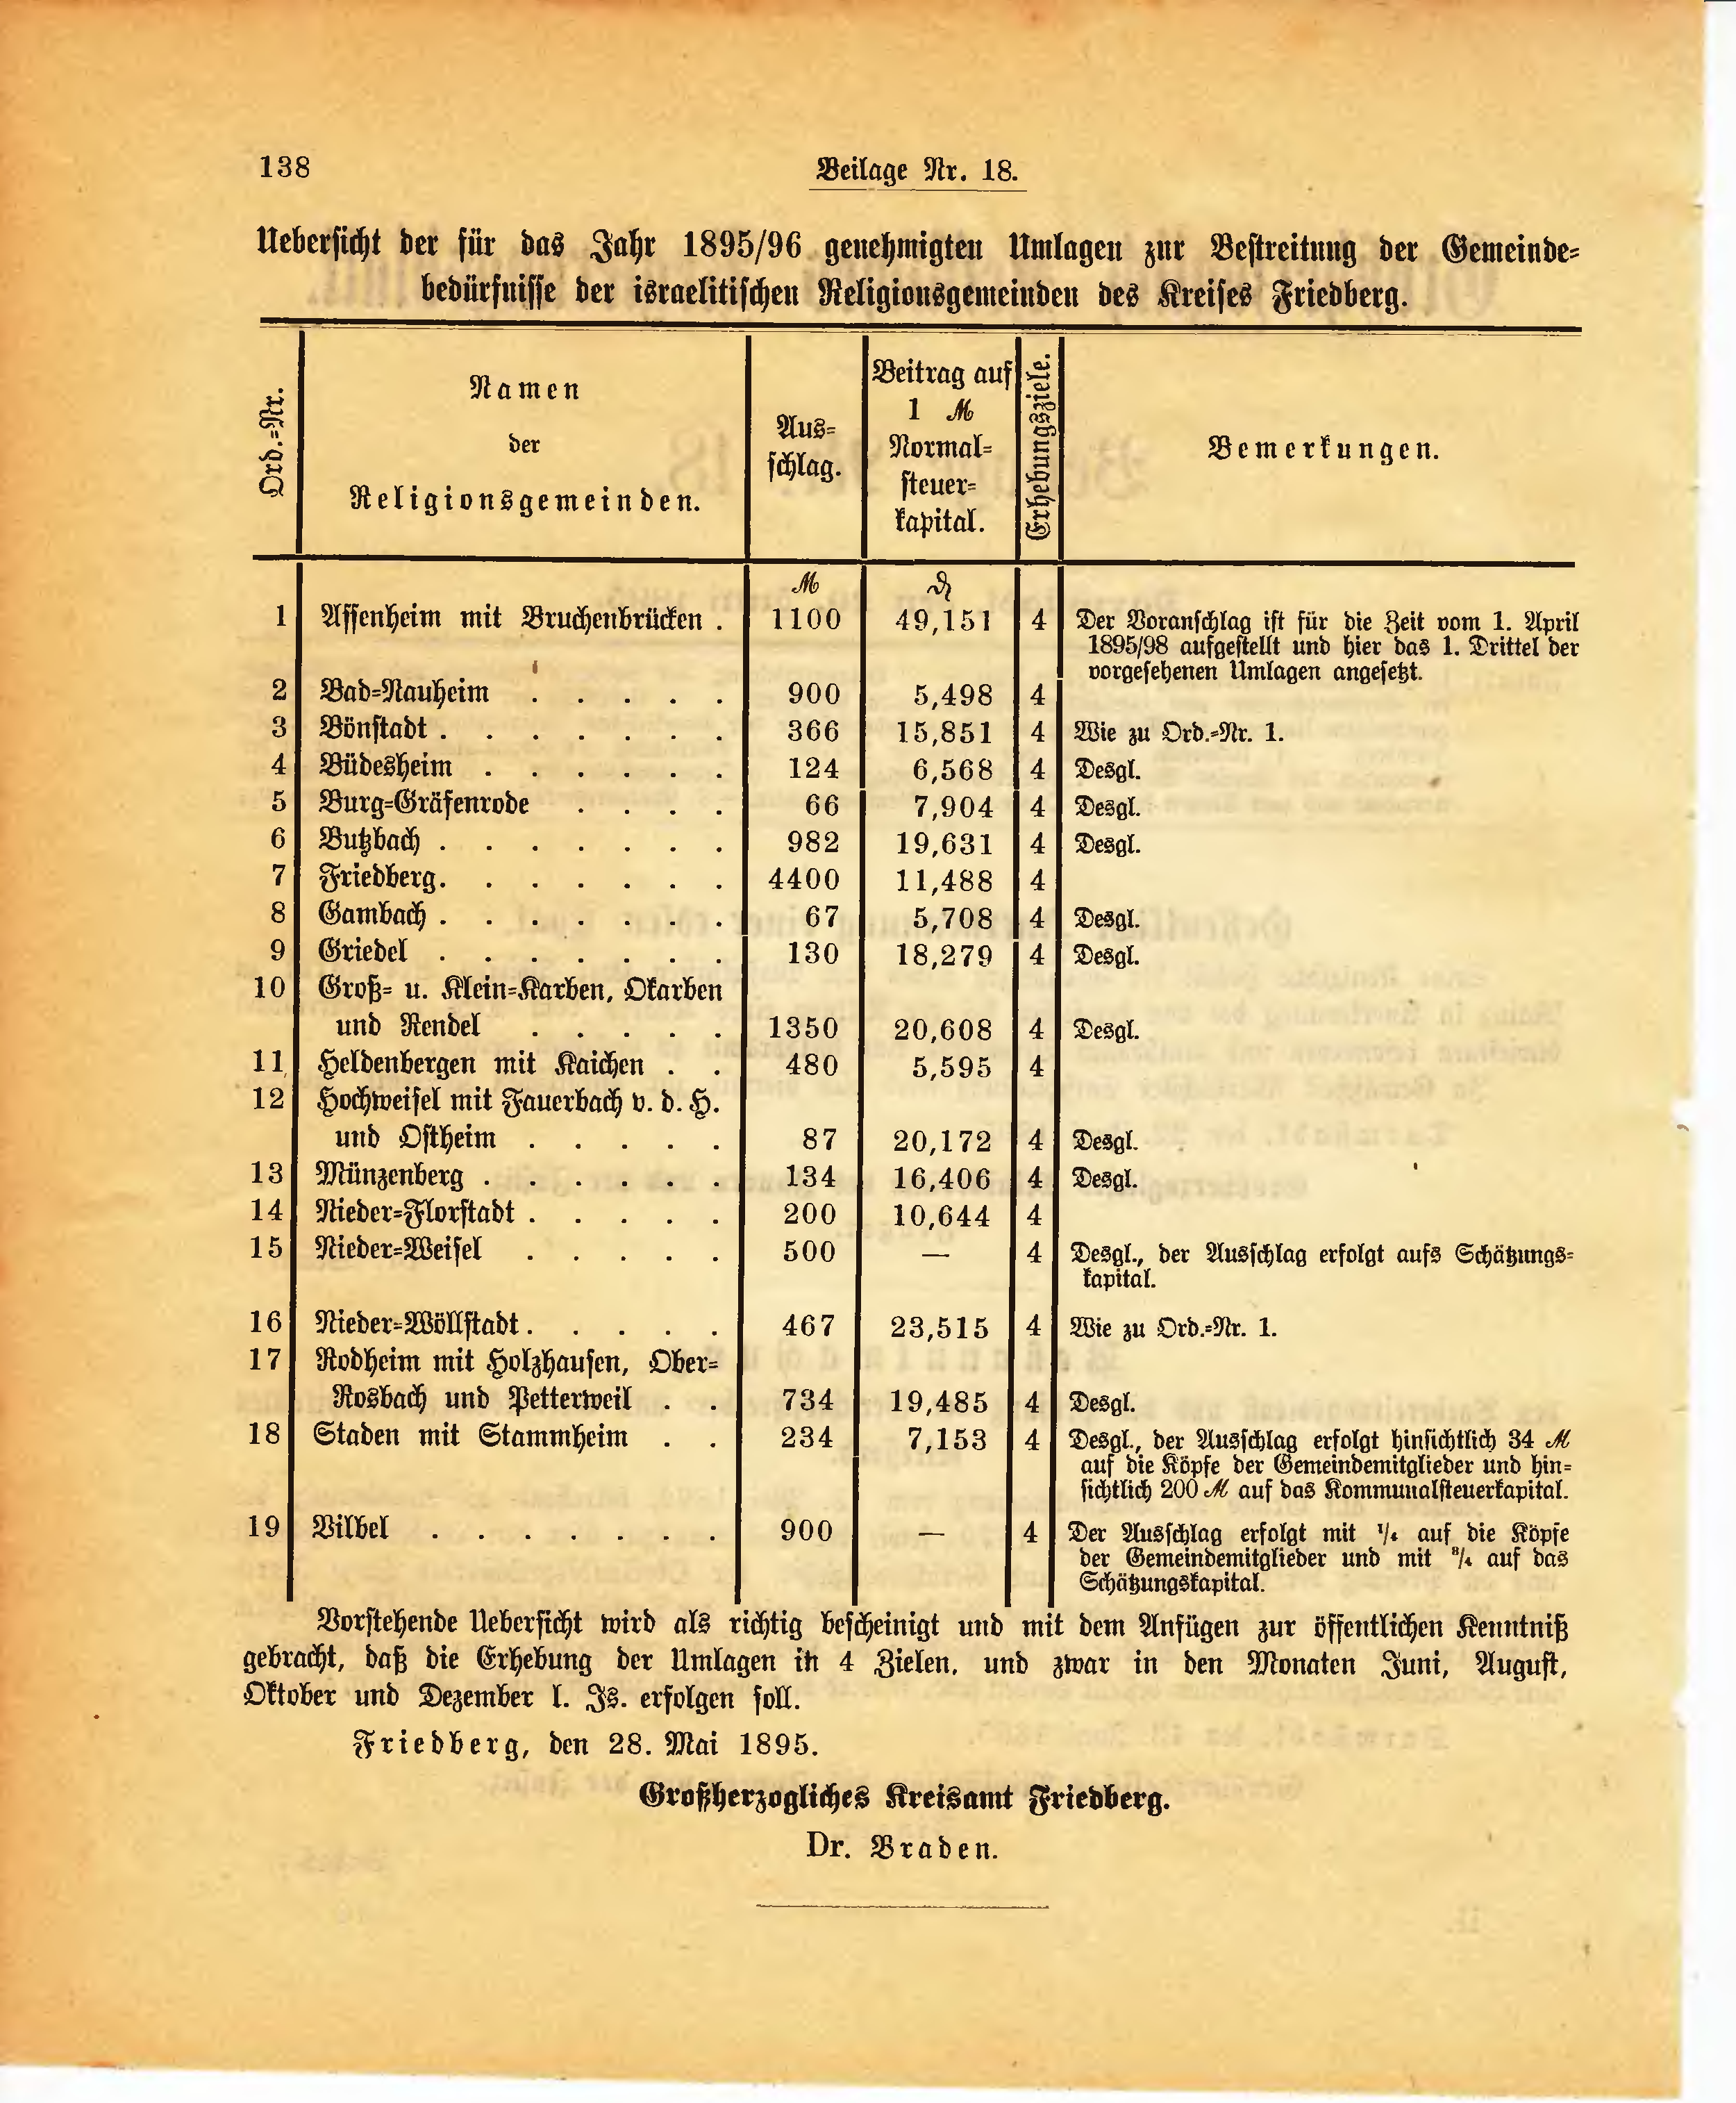 138
Beilage Nr. 18.
Uebersicht der für das Jahr 1895/96 genehmigten Umlagen zur Bestreitung der Gemeinde=
bedürfnisse der israelitischen Religionsgemeinden des Kreises Friedberg.
Ord.=Nr.
Namen
der
Religionsgemeinden.
Aus=
schlag.
Beitrag auf
1 ℳ
Normal=
steuer=
kapital.
Erhebungsziele.
Bemerkungen.
ℳ ₰
1 Assenheim mit Bruchenbrücken . 1100 49,151 4 Der Voranschlag ist für die Zeit vom 1. April
1895/98 aufgestellt und hier das 1. Drittel der
vorgesehenen Umlagen angesetzt.
2 Bad=Nauheim . . . . . 900 5,498 4
3 Bönstadt . . . . . . . 366 15,851 4 Wie zu Ord.=Nr. 1.
4 Büdesheim . . . . . . 124 6,568 4 Desgl.
5 Burg=Gräfenrode . . . . 66 7,904 4 Desgl.
6 Butzbach . . . . . . . 982 19,631 4 Desgl.
7 Friedberg. . . . . . . 4400 11,488 4
8 Gambach . . . . . . . 67 5,708 4 Desgl.
9 Griedel . . . . . . . 130 18,279 4 Desgl.
10 Groß= u. Klein=Karben, Okarben
und Rendel . . . . . 1350 20,608 4 Desgl.
11 Heldenbergen mit Kaichen . . 480 5,595 4
12 Hochweisel mit Fauerbach v. d. H.
und Ostheim . . . . . 87 20,172 4 Desgl.
13 Münzenberg . . . . . . 134 16,406 4 Desgl.
14 Nieder=Florstadt . . . . . 200 10,644 4
15 Nieder=Weisel . . . . . 500 — 4 Desgl., der Ausschlag erfolgt aufs Schätzungs=
kapital.
16 Nieder=Wöllstadt . . . . . 467 23,515 4 Wie zu Ord.=Nr. 1.
17 Rodheim mit Holzhausen, Ober=
Rosbach und Petterweil . . 734 19,485 4 Desgl.
18 Staden mit Stammheim . . 234 7,153 4 Desgl., der Ausschlag erfolgt hinsichtlich 34 ℳ
auf die Köpfe der Gemeindemitglieder und hin=
sichtlich 200 ℳ auf das Kommunalsteuerkapital.
19 Vilbel . . . . . . . 900 — 4 Der Ausschlag erfolgt mit 1/4 auf die Köpfe
der Gemeindemitglieder und mit 3/4 auf das
Schätzungskapital.
Vorstehende Uebersicht wird als richtig bescheinigt und mit dem Anfügen zur öffentlichen Kenntniß
gebracht, daß die Erhebung der Umlagen in 4 Zielen, und zwar in den Monaten Juni, August,
Oktober und Dezember l. Js. erfolgen soll.
Friedberg, den 28. Mai 1895.
Großherzogliches Kreisamt Friedberg.
Dr. Braden.